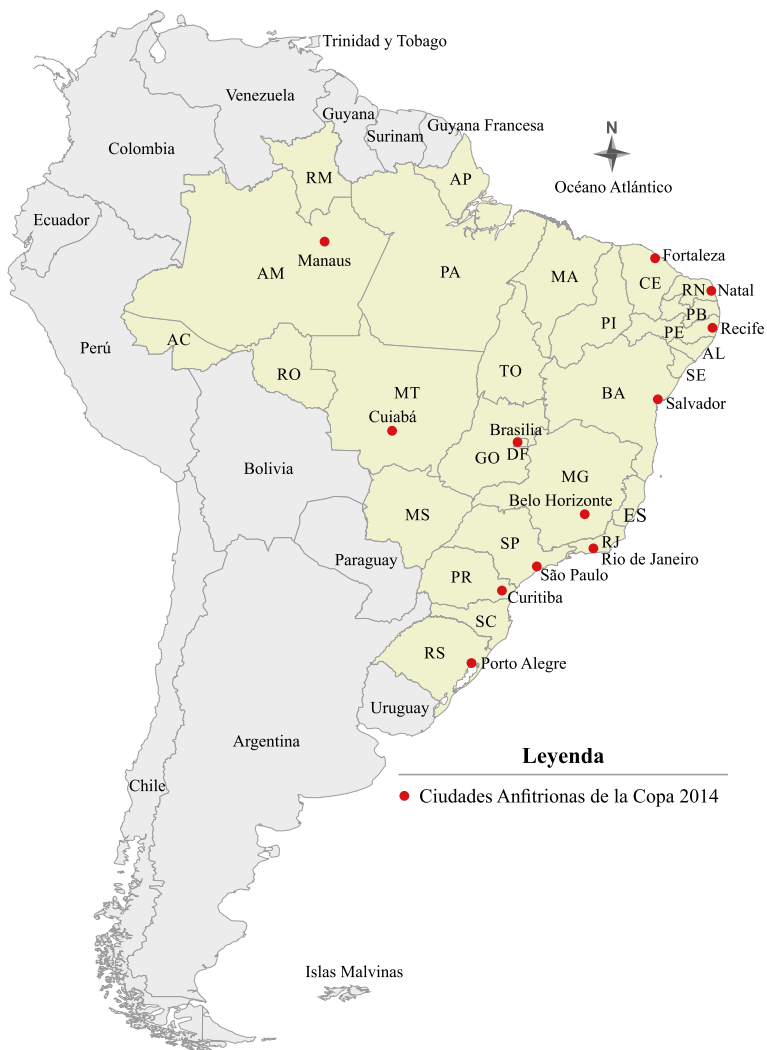 Trinidad y Tobago
Venezuela
Guyana
Surinam
Guyana Francesa
Colombia
N
Océano Atlántico
RM
AP
Ecuador
Manaus
AM
PA
MA
Fortaleza
CE
RN
Natal
PB
PI
PE
Recife
AL
Perú
AC
RO
TO
SE
MT
BA
Salvador
Cuiabá
Brasilia
DF
GO
Bolivia
MG
Belo Horizonte
MS
ES
SP
RJ
Rio de Janeiro
Paraguay
PR
São Paulo
Curitiba
SC
RS
Porto Alegre
Uruguay
Argentina
Chile
Leyenda
Ciudades Anfitrionas de la Copa 2014
Islas Malvinas